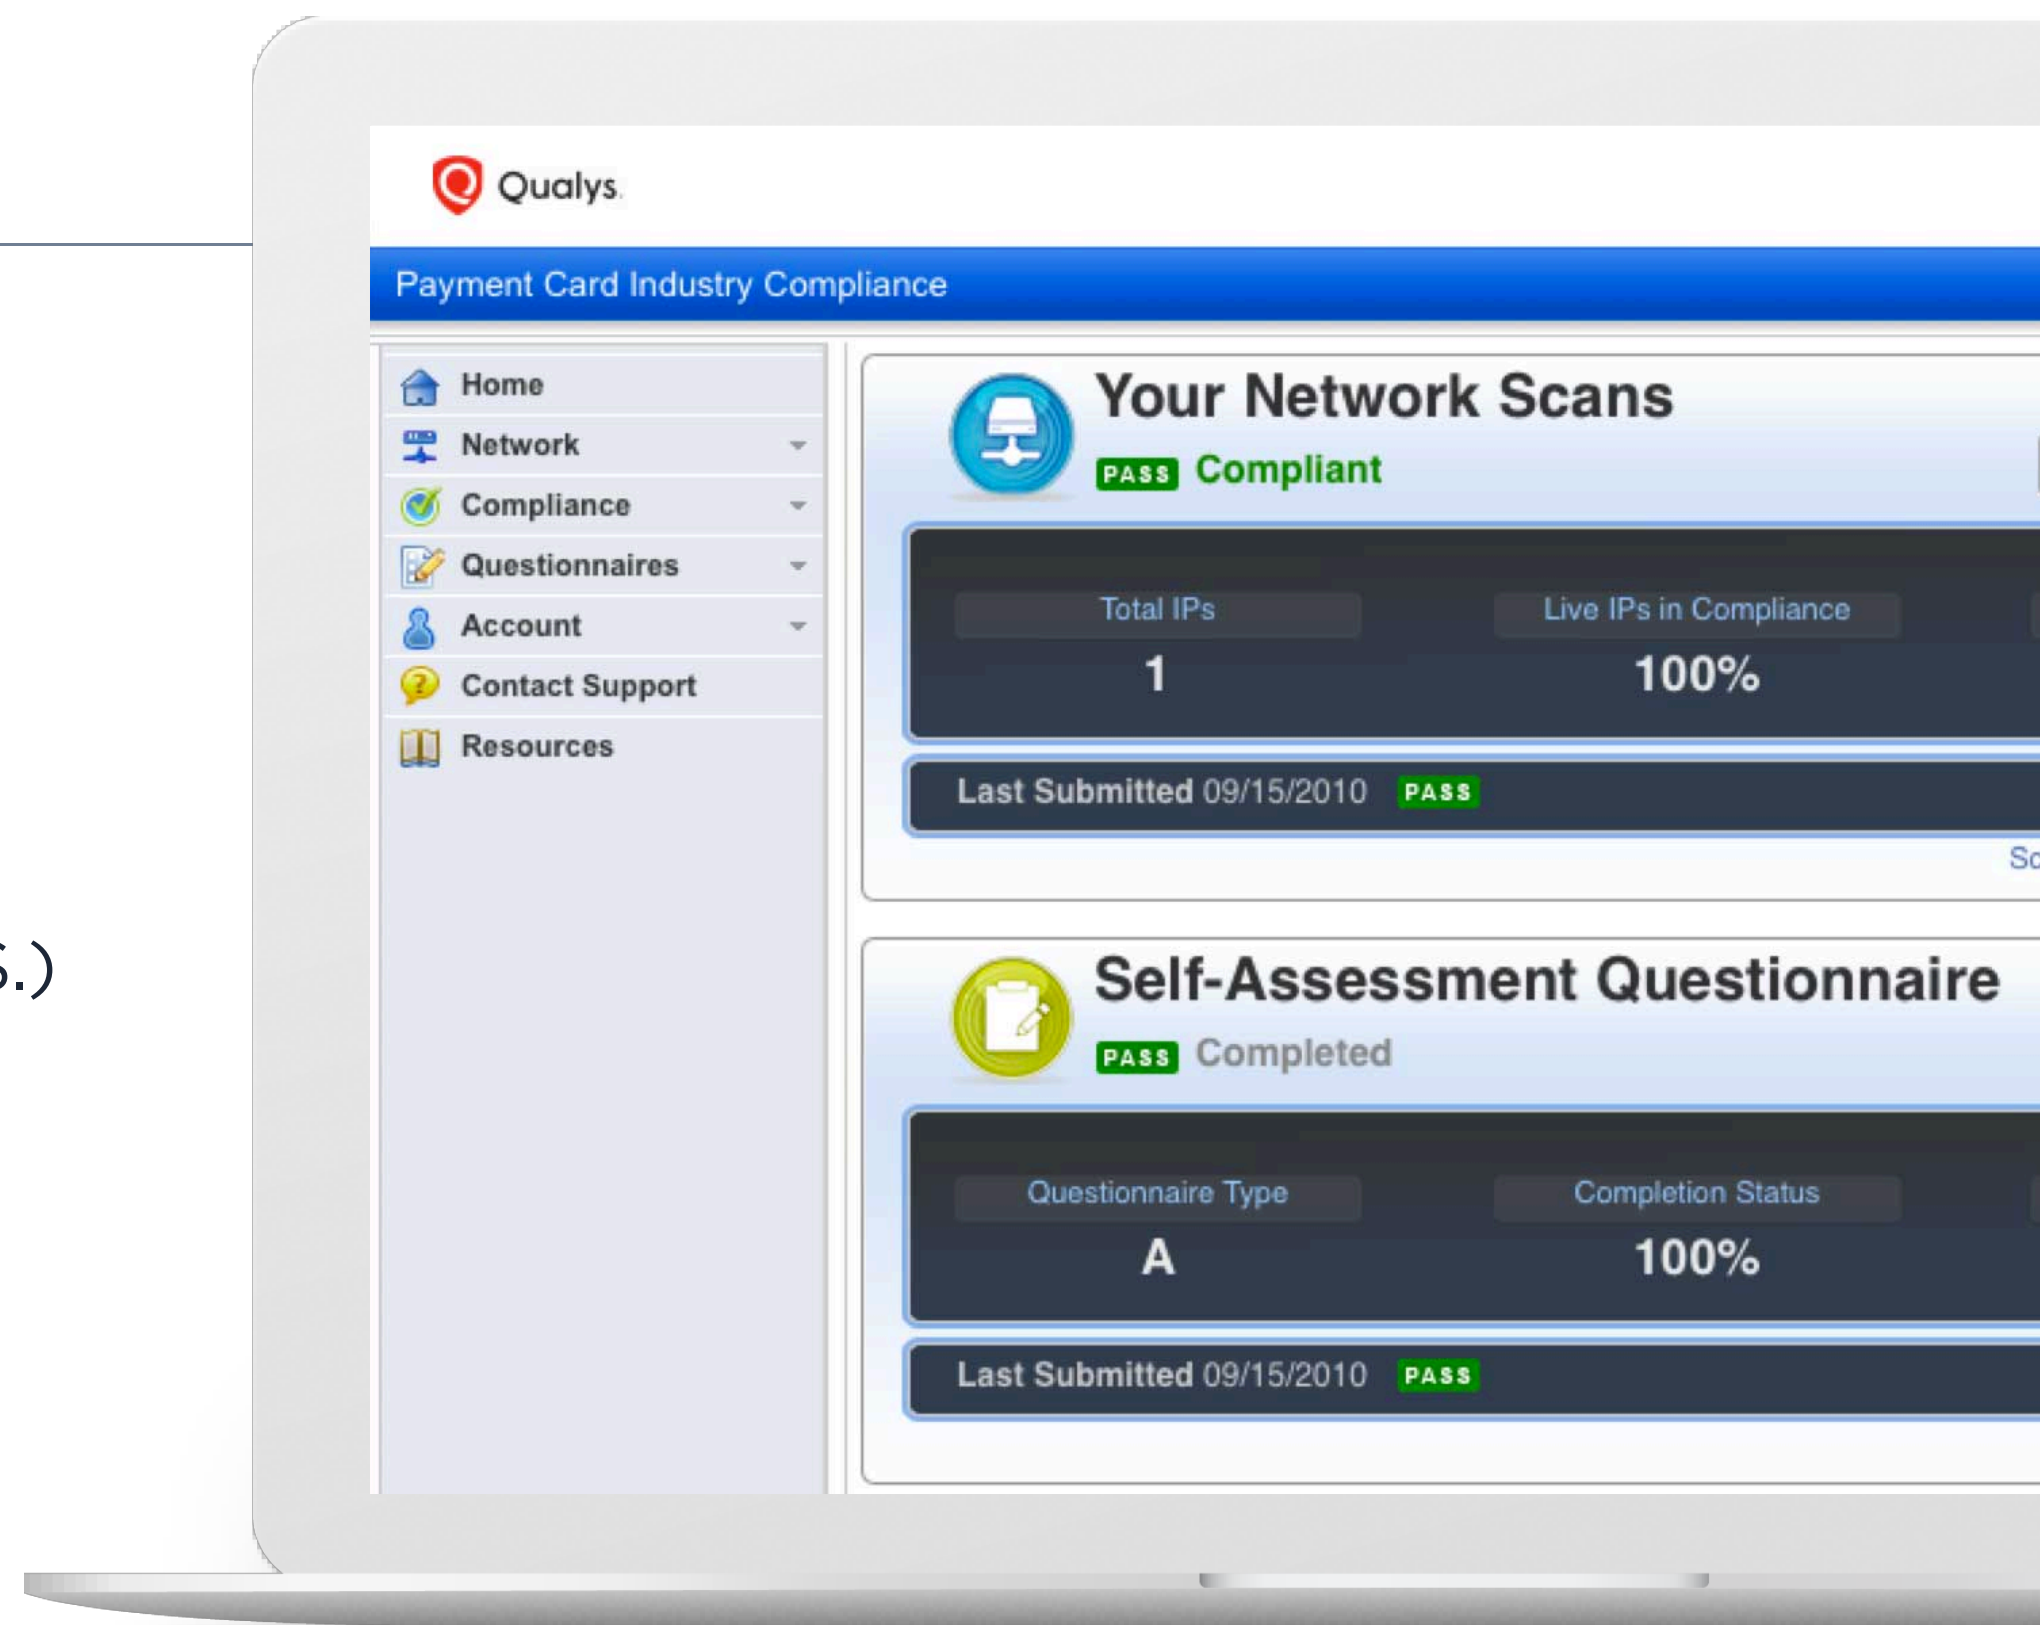 Qualys.
Payment Card Industry Compliance
Home
Network
Compliance
Questionnaires
Account
Contact Support
Resources
Your Network Scans
PASS Compliant
Total IPs Live IPs in Compliance
1 100%
Last Submitted 09/15/2010 PASS
Self-Assessment Questionnaire
PASS Completed
Questionnaire Type Completion Status
A 100%
Last Submitted 09/15/2010 PASS